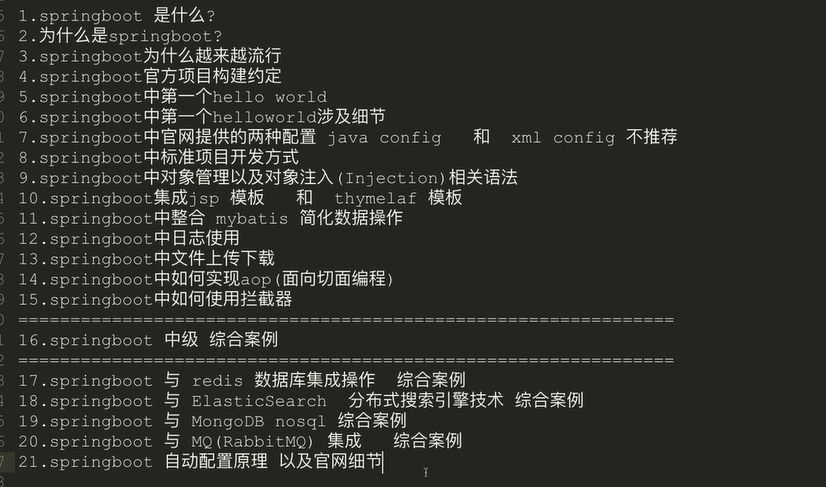 1.springboot 是什么?
2.为什么是springboot?
3.springboot为什么越来越流行
4.springboot官方项目构建约定
5.springboot中第一个hello world
6.springboot中第一个helloworld涉及细节
7.springboot中官网提供的两种配置 java config 和 xml config 不推荐
8.springboot中标准项目开发方式
9.springboot中对象管理以及对象注入(Injection)相关语法
10.springboot集成jsp 模板 和 thymelaf 模板
11.springboot中整合 mybatis 简化数据操作
12.springboot中日志使用
13.springboot中文件上传下载
14.springboot中如何实现aop(面向切面编程)
15.springboot中如何使用拦截器
===============================================================
16.springboot 中级 综合案例
===============================================================
17.springboot 与 redis 数据库集成操作 综合案例
18.springboot 与 ElasticSearch 分布式搜索引擎技术 综合案例
19.springboot 与 MongoDB nosql 综合案例
20.springboot 与 MQ(RabbitMQ) 集成 综合案例
21.springboot 自动配置原理 以及官网细节